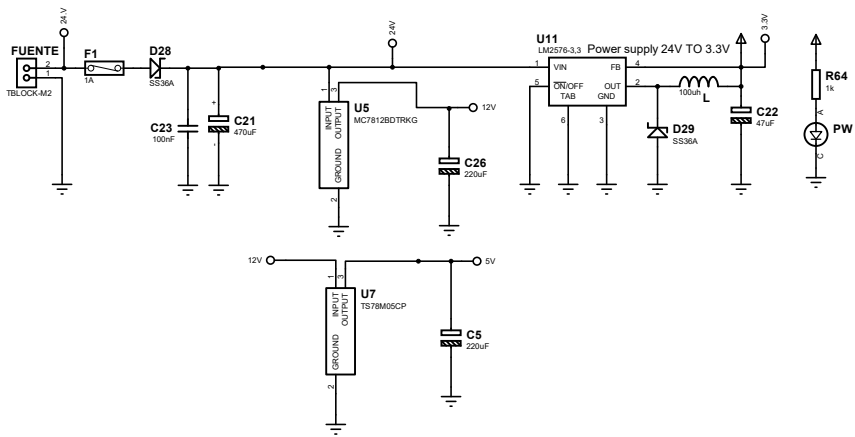 24.V
FUENTE
2
1
TBLOCK-M2
F1
1A
D28
SS36A
C23
100nF
+
C21
470uF
-
24V
1
3
INPUT
OUTPUT
GROUND
2
U5
MC7812BDTRKG
12V
C26
220uF
U11
LM2576-3,3 Power supply 24V TO 3.3V
1
VIN
FB
4
5
ON/OFF
OUT
2
TAB
GND
6
3
100uh
L
D29
SS36A
3.3V
C22
47uF
R64
1k
A
PW
C
12V
1
3
INPUT
OUTPUT
GROUND
2
U7
TS78M05CP
5V
C5
220uF